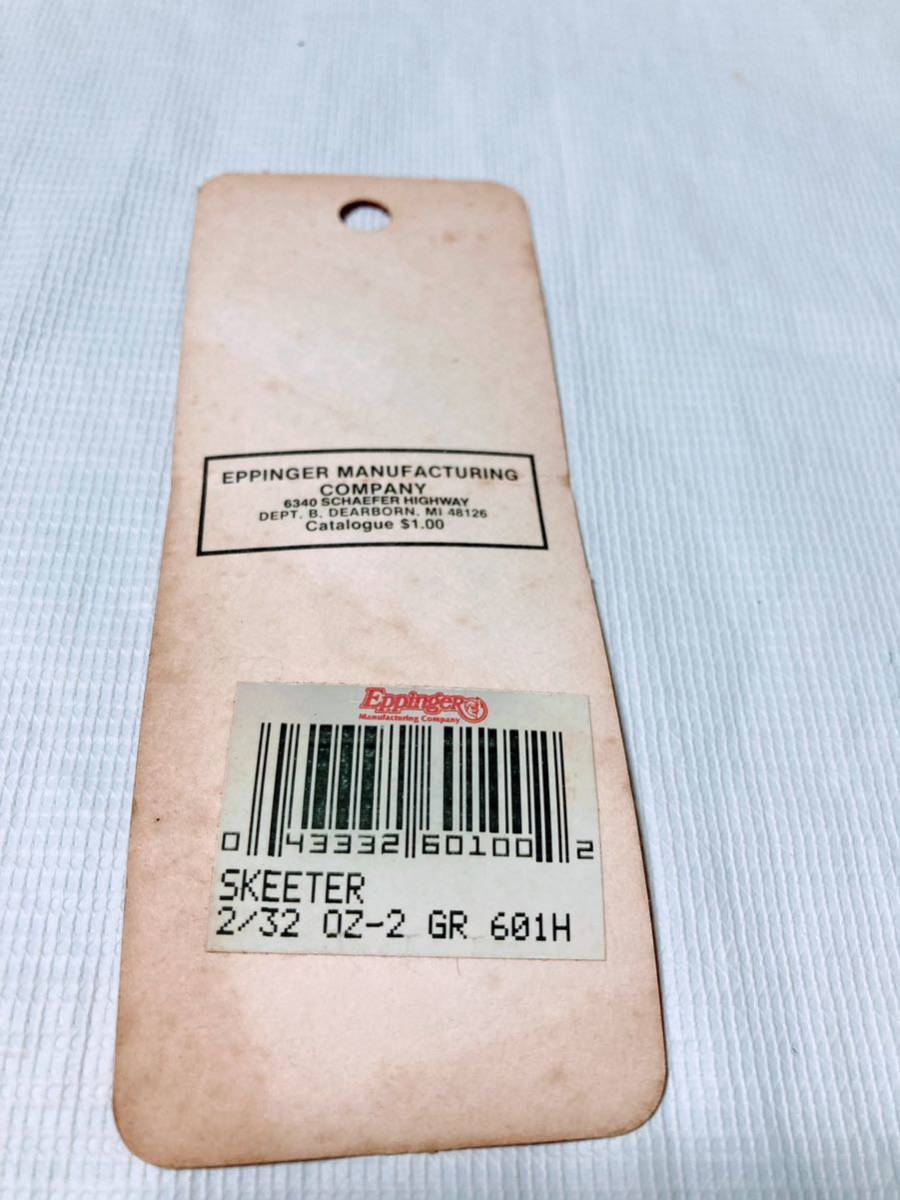 EPPINGER MANUFACTURING
COMPANY
6340 SCHAEFER HIGHWAY
DEPT. B, DEARBORN, MI 48126
Catalogue $1.00
Eppinger
Manufacturing Company
0 43332 60100 2
SKEETER
2/32 OZ-2 GR 601H